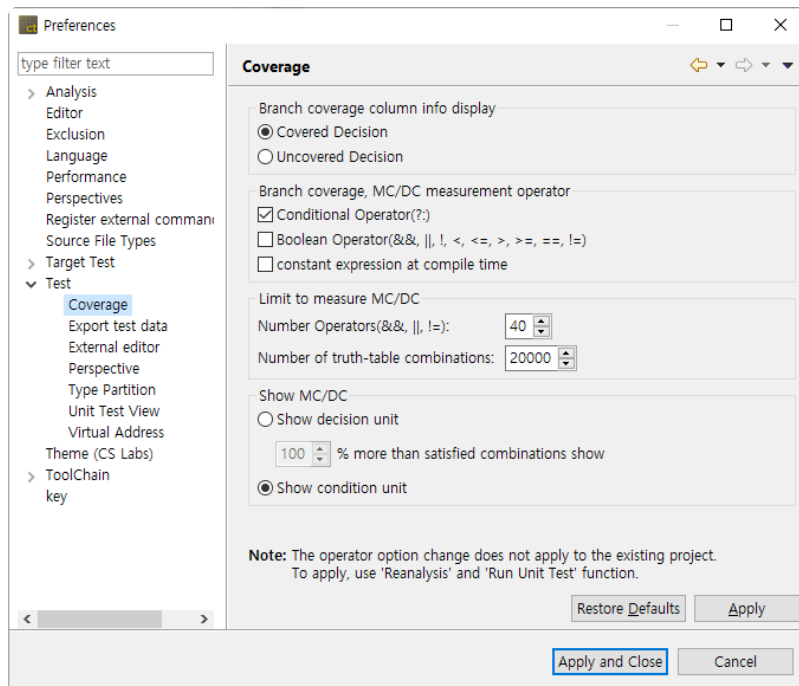 ct Preferences
type filter text
Analysis
Editor
Exclusion
Language
Performance
Perspectives
Register external comman
Source File Types
Target Test
Test
Coverage
Export test data
External editor
Perspective
Type Partition
Unit Test View
Virtual Address
Theme (CS Labs)
ToolChain
key
Coverage
Branch coverage column info display
Covered Decision
Uncovered Decision
Branch coverage, MC/DC measurement operator
Conditional Operator(?:)
Boolean Operator(&&, ||, !, <, <=, >, >=, ==, !=)
constant expression at compile time
Limit to measure MC/DC
Number Operators(&&, ||, !=): 40
Number of truth-table combinations: 20000
Show MC/DC
Show decision unit
100 % more than satisfied combinations show
Show condition unit
Note: The operator option change does not apply to the existing project.
To apply, use 'Reanalysis' and 'Run Unit Test' function.
Restore Defaults Apply
Apply and Close Cancel